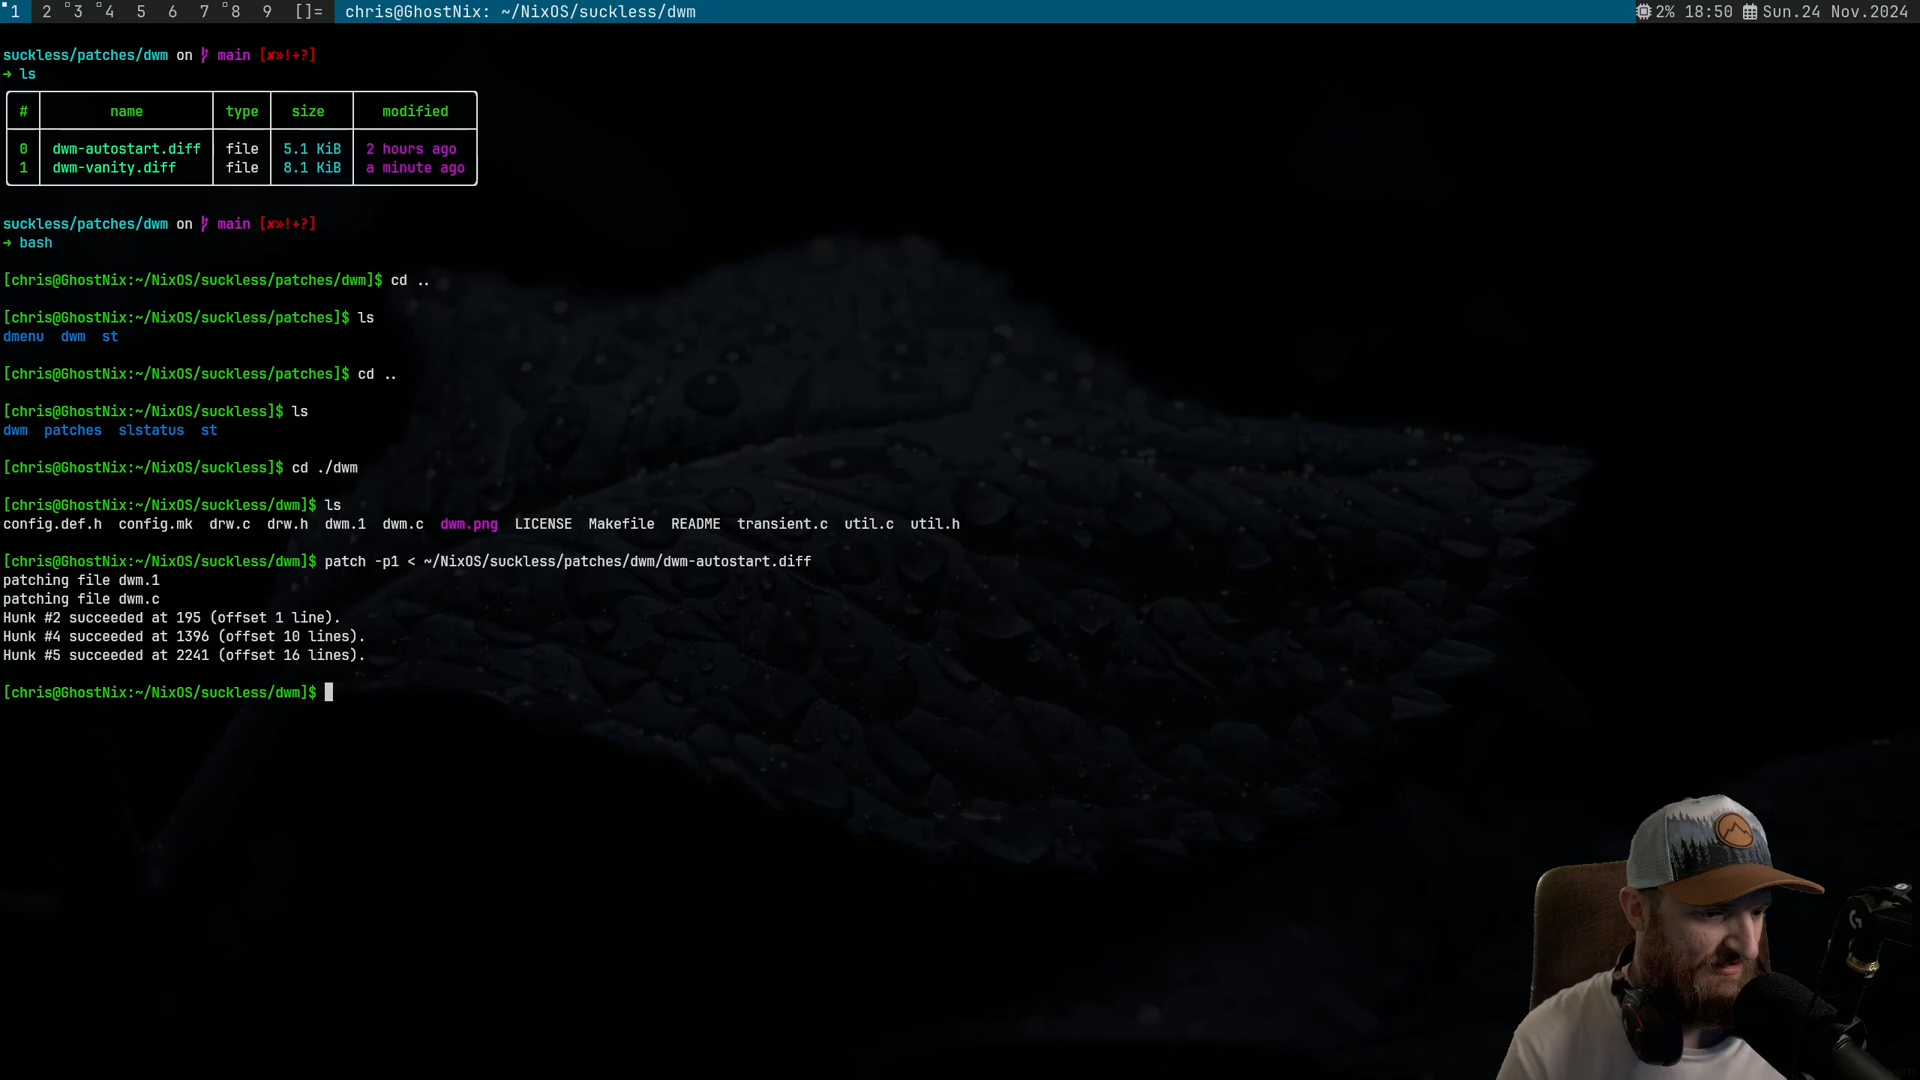 1 2 3 4 5 6 7 8 9 []= chris@GhostNix: ~/NixOS/suckless/dwm 2% 18:50 Sun.24 Nov.2024
suckless/patches/dwm on main [✘»!+?]
→ ls
# name type size modified
0 dwm-autostart.diff file 5.1 KiB 2 hours ago
1 dwm-vanity.diff file 8.1 KiB a minute ago
suckless/patches/dwm on main [✘»!+?]
→ bash
[chris@GhostNix:~/NixOS/suckless/patches/dwm]$ cd ..
[chris@GhostNix:~/NixOS/suckless/patches]$ ls
dmenu dwm st
[chris@GhostNix:~/NixOS/suckless/patches]$ cd ..
[chris@GhostNix:~/NixOS/suckless]$ ls
dwm patches slstatus st
[chris@GhostNix:~/NixOS/suckless]$ cd ./dwm
[chris@GhostNix:~/NixOS/suckless/dwm]$ ls
config.def.h config.mk drw.c drw.h dwm.1 dwm.c dwm.png LICENSE Makefile README transient.c util.c util.h
[chris@GhostNix:~/NixOS/suckless/dwm]$ patch -p1 < ~/NixOS/suckless/patches/dwm/dwm-autostart.diff
patching file dwm.1
patching file dwm.c
Hunk #2 succeeded at 195 (offset 1 line).
Hunk #4 succeeded at 1396 (offset 10 lines).
Hunk #5 succeeded at 2241 (offset 16 lines).
[chris@GhostNix:~/NixOS/suckless/dwm]$